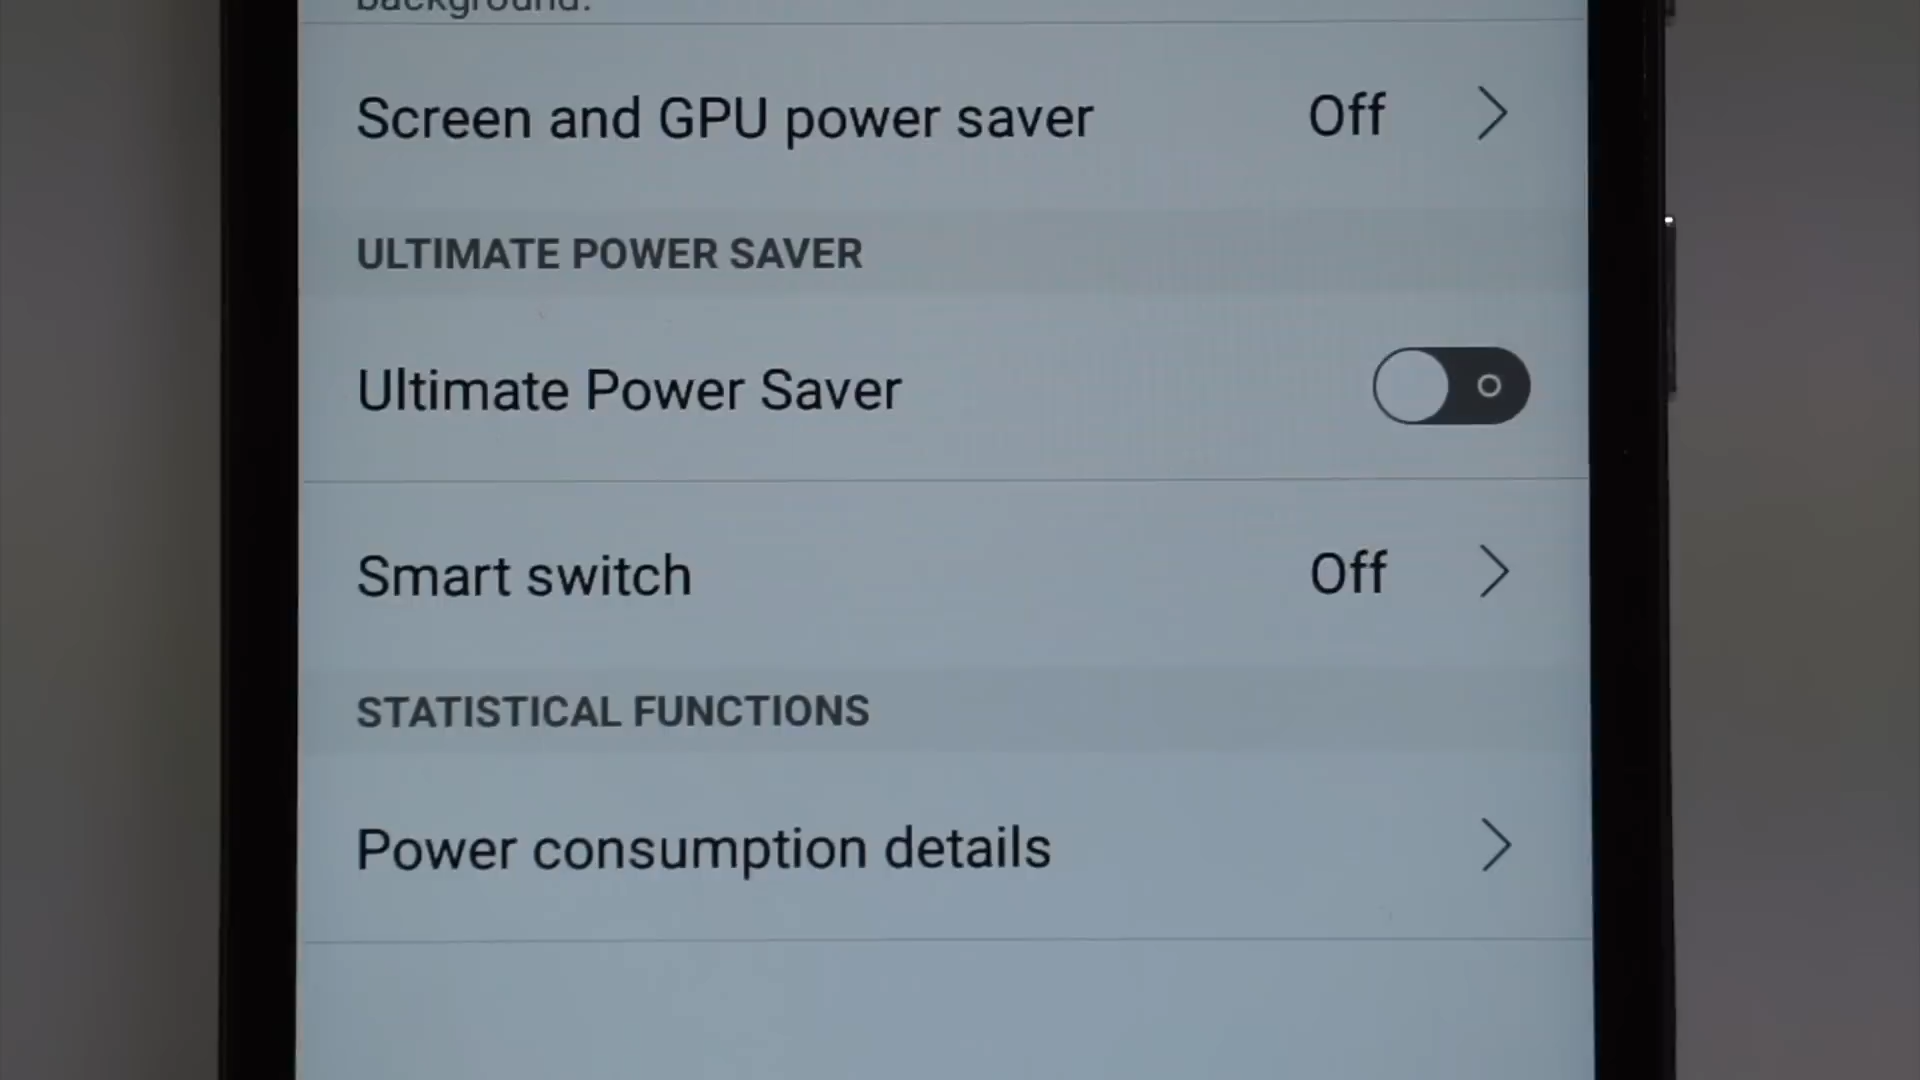 background.
Screen and GPU power saver Off
ULTIMATE POWER SAVER
Ultimate Power Saver
Smart switch Off
STATISTICAL FUNCTIONS
Power consumption details